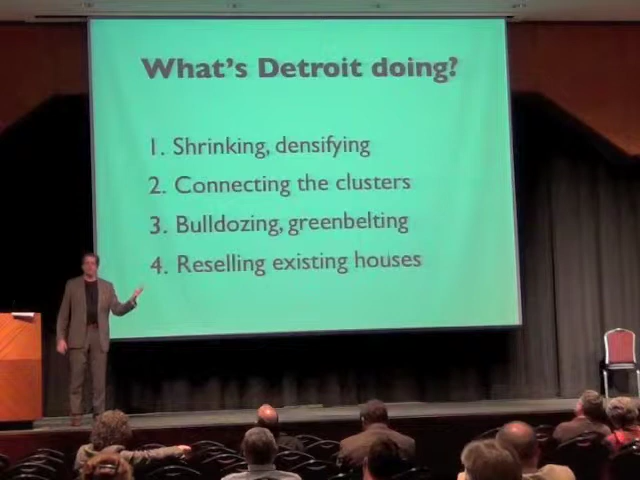 What's Detroit doing?
1. Shrinking, densifying
2. Connecting the clusters
3. Bulldozing, greenbelting
4. Reselling existing houses